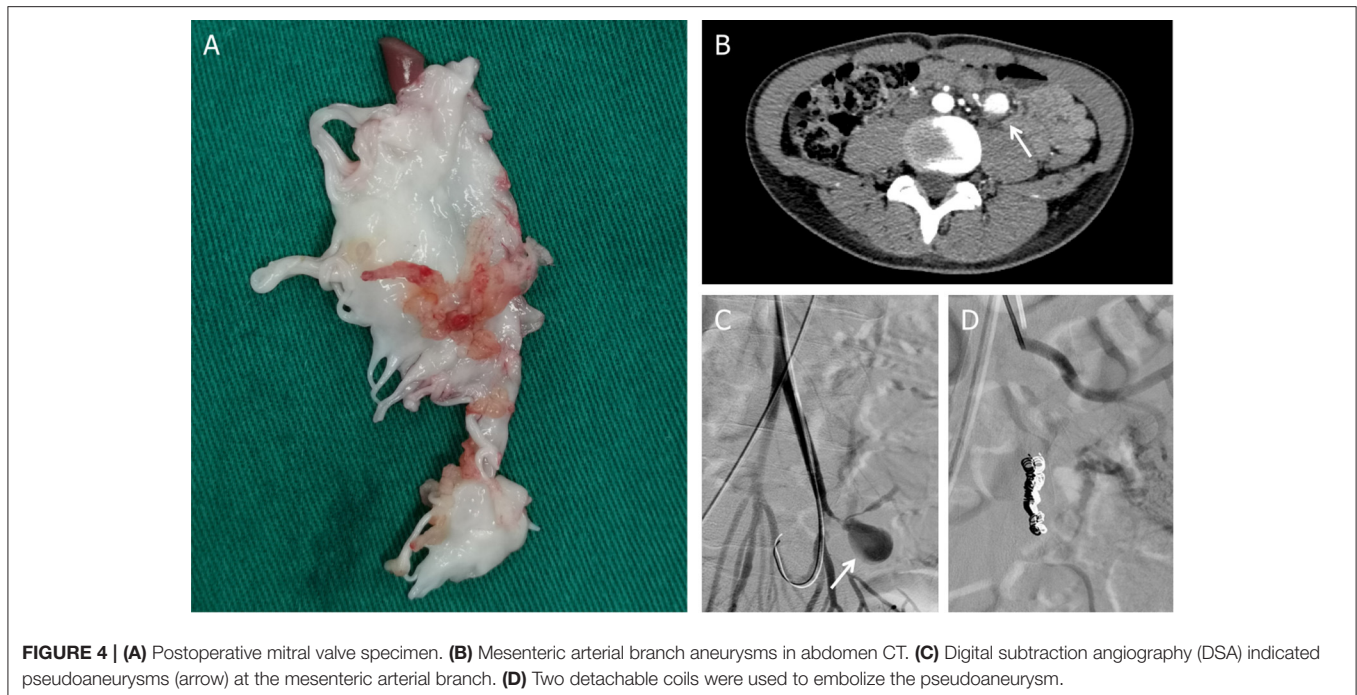 A
B
C
D
FIGURE 4 | (A) Postoperative mitral valve specimen. (B) Mesenteric arterial branch aneurysms in abdomen CT. (C) Digital subtraction angiography (DSA) indicated
pseudoaneurysms (arrow) at the mesenteric arterial branch. (D) Two detachable coils were used to embolize the pseudoaneurysm.